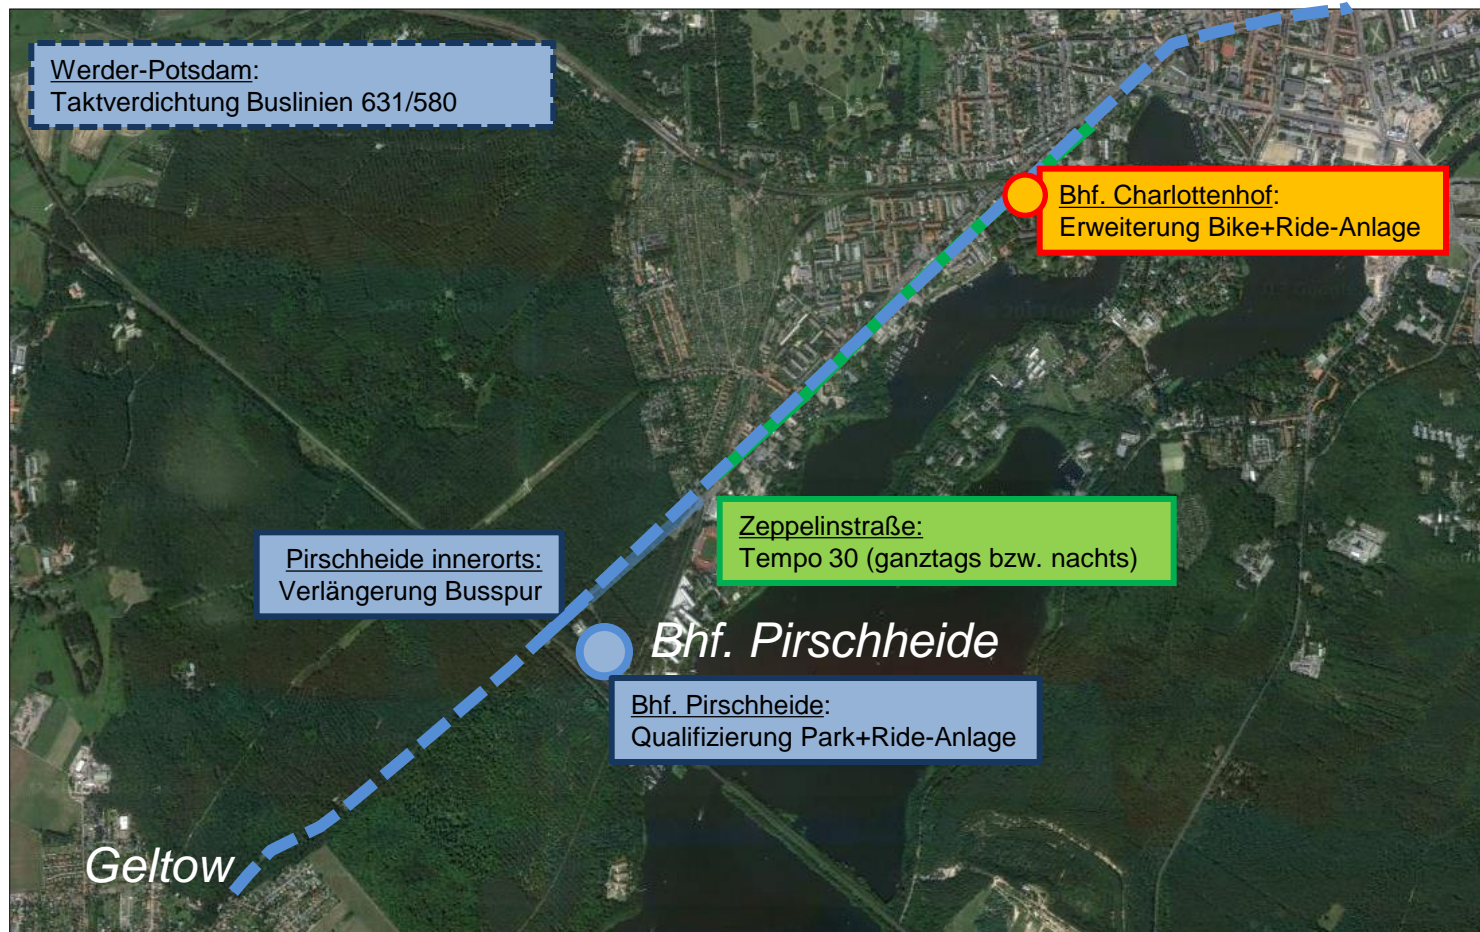 Werder-Potsdam:
Taktverdichtung Buslinien 631/580
Bhf. Charlottenhof:
Erweiterung Bike+Ride-Anlage
Zeppelinstraße:
Tempo 30 (ganztags bzw. nachts)
Pirschheide innerorts:
Verlängerung Busspur
Bhf. Pirschheide
Bhf. Pirschheide:
Qualifizierung Park+Ride-Anlage
Geltow